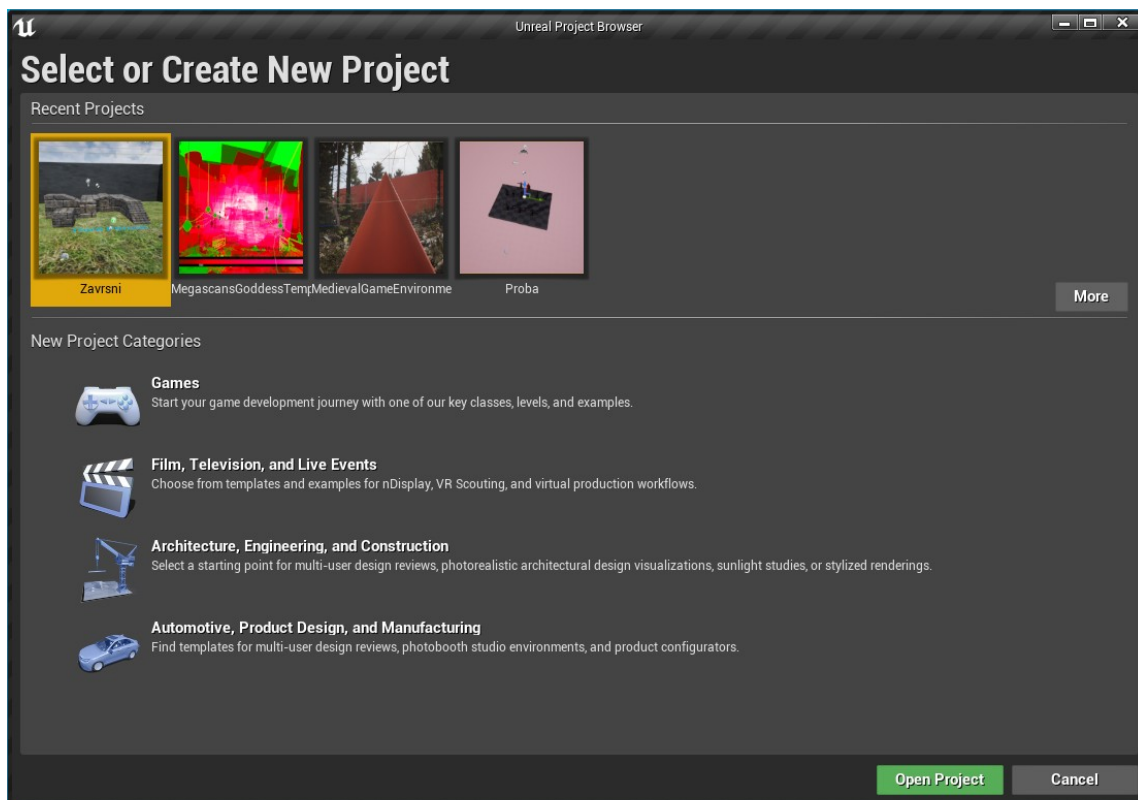 Unreal Project Browser
Select or Create New Project
Recent Projects
Zavrsni
MegascansGoddessTemp
MedievalGameEnvironme
Proba
More
New Project Categories
Games
Start your game development journey with one of our key classes, levels, and examples.
Film, Television, and Live Events
Choose from templates and examples for nDisplay, VR Scouting, and virtual production workflows.
Architecture, Engineering, and Construction
Select a starting point for multi-user design reviews, photorealistic architectural design visualizations, sunlight studies, or stylized renderings.
Automotive, Product Design, and Manufacturing
Find templates for multi-user design reviews, photobooth studio environments, and product configurators.
Open Project
Cancel